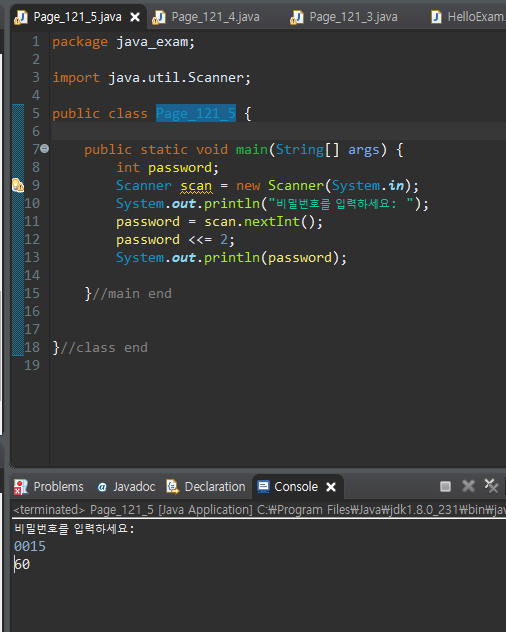 Page_121_5.java Page_121_4.java Page_121_3.java HelloExam.
1 package java_exam;
2
3 import java.util.Scanner;
4
5 public class Page_121_5 {
6
7 public static void main(String[] args) {
8 int password;
9 Scanner scan = new Scanner(System.in);
10 System.out.println("비밀번호를 입력하세요: ");
11 password = scan.nextInt();
12 password <<= 2;
13 System.out.println(password);
14
15 }//main end
16
17
18 }//class end
19
Problems Javadoc Declaration Console
<terminated> Page_121_5 [Java Application] C:₩Program Files₩Java₩jdk1.8.0_231₩bin₩jav
비밀번호를 입력하세요:
0015
60